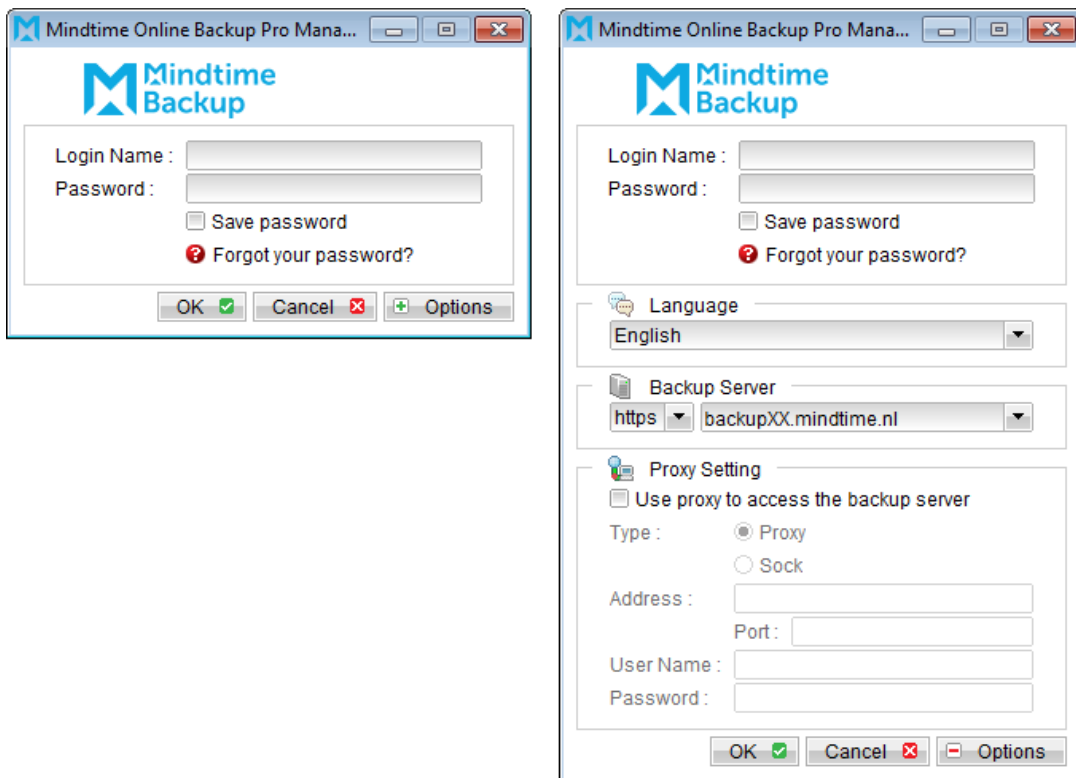 Mindtime Online Backup Pro Mana...
Mindtime
Backup
Login Name :
Password :
Save password
Forgot your password?
OK Cancel Options
Mindtime Online Backup Pro Mana...
Mindtime
Backup
Login Name :
Password :
Save password
Forgot your password?
Language
English
Backup Server
https backupXX.mindtime.nl
Proxy Setting
Use proxy to access the backup server
Type : Proxy
Sock
Address :
Port :
User Name :
Password :
OK Cancel Options